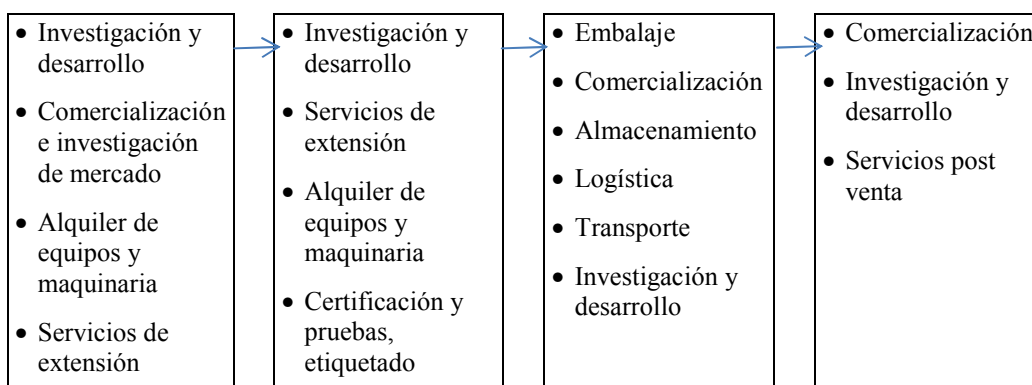 • Investigación y
desarrollo
• Comercialización
e investigación
de mercado
• Alquiler de
equipos y
maquinaria
• Servicios de
extensión
• Investigación y
desarrollo
• Servicios de
extensión
• Alquiler de
equipos y
maquinaria
• Certificación y
pruebas,
etiquetado
• Embalaje
• Comercialización
• Almacenamiento
• Logística
• Transporte
• Investigación y
desarrollo
• Comercialización
• Investigación y
desarrollo
• Servicios post
venta